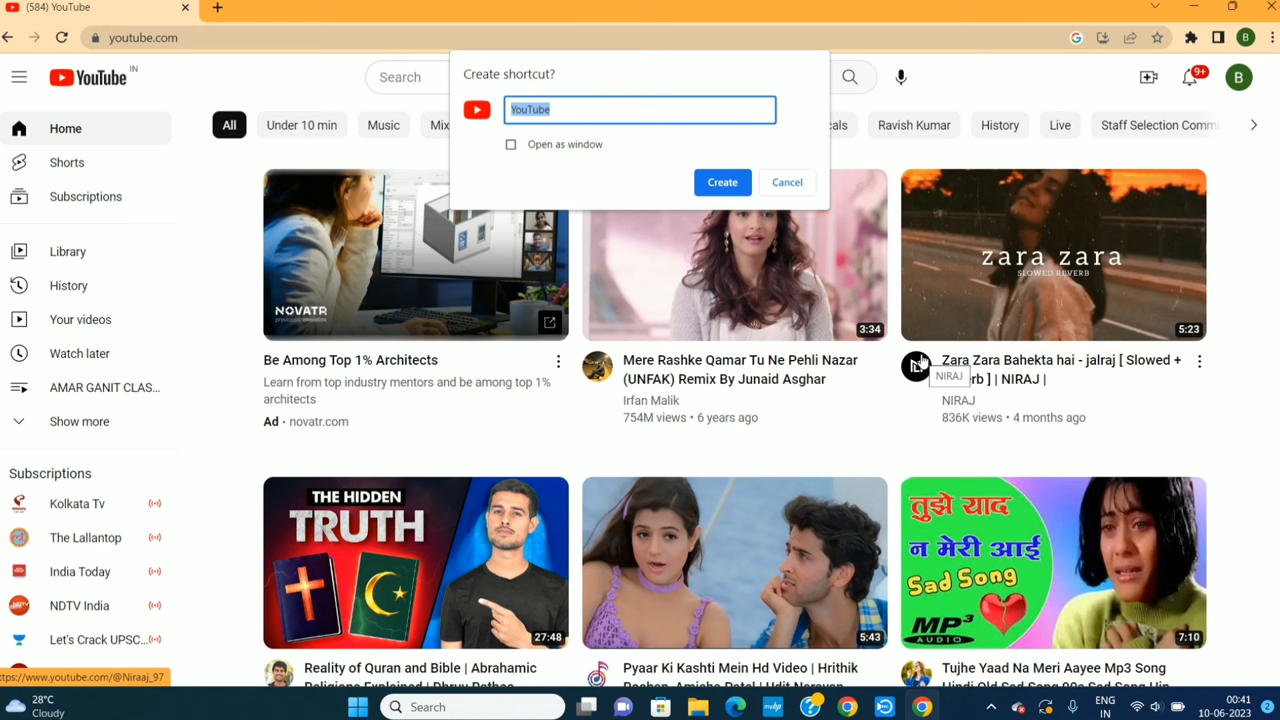 (584) YouTube
youtube.com
YouTube IN
Search
9+
B
B
Create shortcut?
YouTube
Open as window
Create
Cancel
Home
Shorts
Subscriptions
Library
History
Your videos
Watch later
AMAR GANIT CLAS...
Show more
Subscriptions
Kolkata Tv
The Lallantop
India Today
NDTV India
Let's Crack UPSC...
ttps://www.youtube.com/@Niraaj_97
All
Under 10 min
Music
Mix
Ravish Kumar
History
Live
Staff Selection Commi
NOVATR
Be Among Top 1% Architects
Learn from top industry mentors and be among top 1%
architects
Ad · novatr.com
3:34
Mere Rashke Qamar Tu Ne Pehli Nazar
(UNFAK) Remix By Junaid Asghar
Irfan Malik
754M views • 6 years ago
zara zara
SLOWED REVERB
5:23
Zara Zara Bahekta hai - jalraj [ Slowed +
erb ] | NIRAJ |
NIRAJ
NIRAJ
836K views • 4 months ago
THE HIDDEN
TRUTH
27:48
Reality of Quran and Bible | Abrahamic
Religions Explained | Dhruv Rathee
5:43
Pyaar Ki Kashti Mein Hd Video | Hrithik
Roshan, Amisha Patel | Udit Narayan
तुझे याद
न मेरी आई
Sad Song
MP3
AUDIO
7:10
Tujhe Yaad Na Meri Aayee Mp3 Song
Hindi Old Sad Song 90s Sad Song Hin
28°C
Cloudy
Search
ENG
IN
00:41
10-06-2023
2